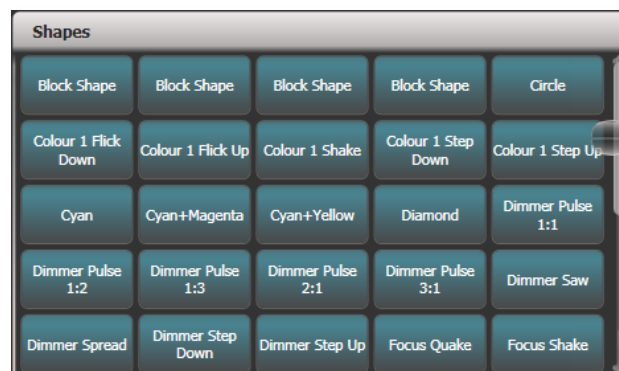 Shapes
Block Shape Block Shape Block Shape Block Shape Circle
Colour 1 Flick Down Colour 1 Flick Up Colour 1 Shake Colour 1 Step Down Colour 1 Step Up
Cyan Cyan+Magenta Cyan+Yellow Diamond Dimmer Pulse 1:1
Dimmer Pulse 1:2 Dimmer Pulse 1:3 Dimmer Pulse 2:1 Dimmer Pulse 3:1 Dimmer Saw
Dimmer Spread Dimmer Step Down Dimmer Step Up Focus Quake Focus Shake